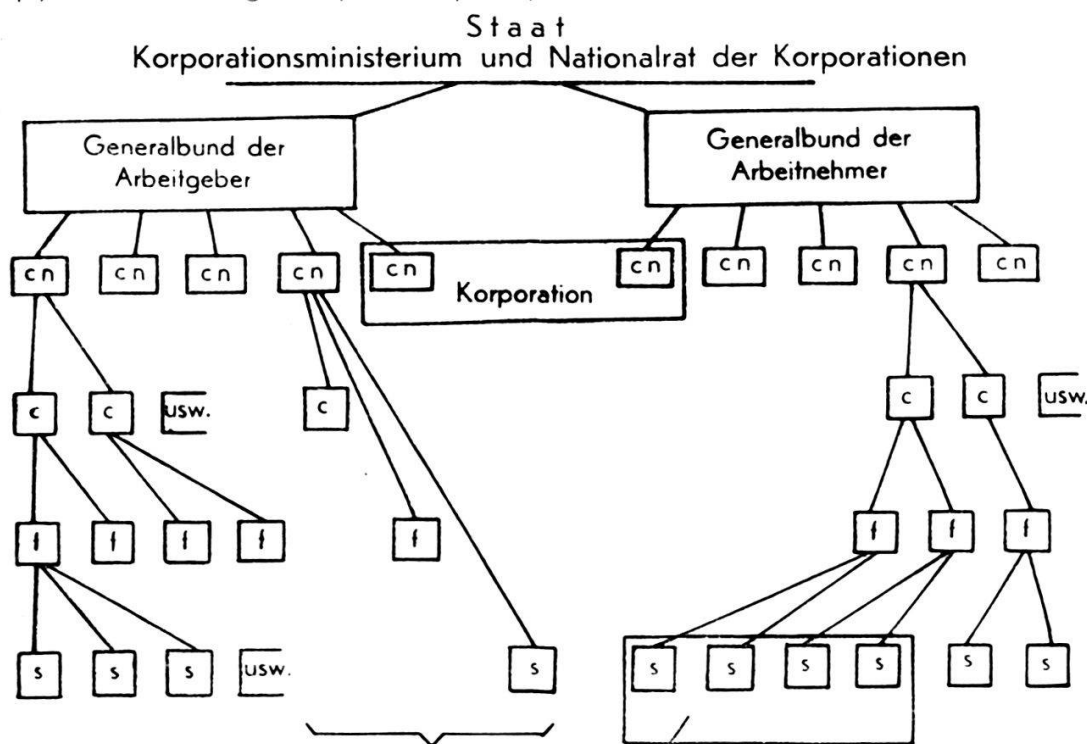 Staat
Korporationsministerium und Nationalrat der Korporationen
Generalbund der
Arbeitgeber
Generalbund der
Arbeitnehmer
cn cn cn cn cn cn cn cn cn cn cn
Korporation
c c usw. c c c usw.
f f f f f f f f
s s s usw. s s s s s s s